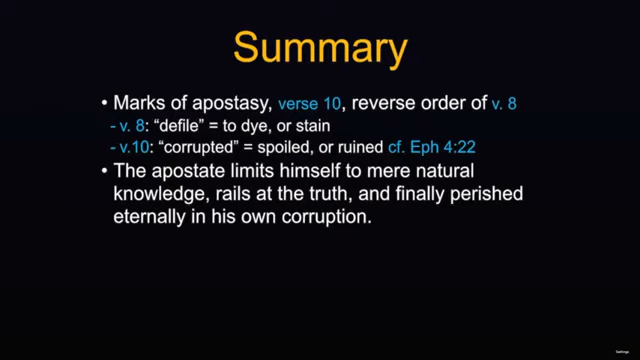 Summary
• Marks of apostasy, verse 10, reverse order of v. 8
- v. 8: “defile” = to dye, or stain
- v.10: “corrupted” = spoiled, or ruined cf. Eph 4:22
• The apostate limits himself to mere natural
knowledge, rails at the truth, and finally perished
eternally in his own corruption.
Settings